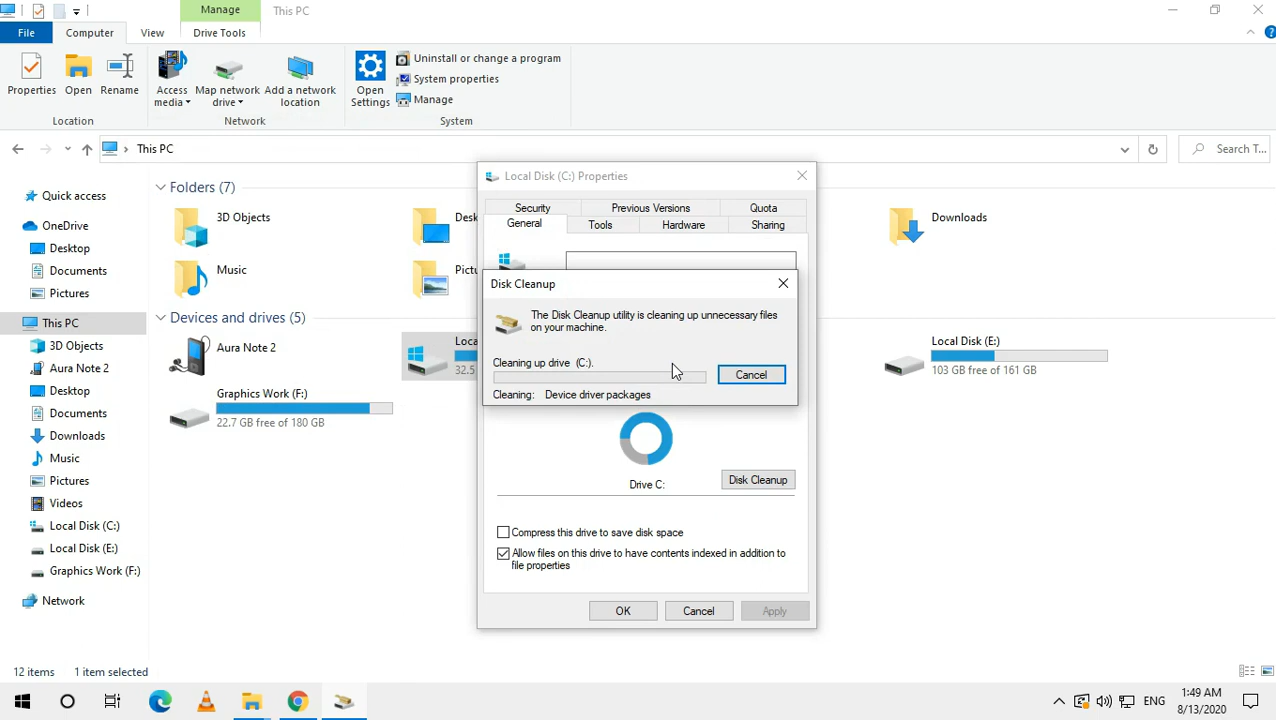 Manage
This PC
File
Computer
View
Drive Tools
Properties
Open
Rename
Access
media
Map network
drive
Add a network
location
Open
Settings
Uninstall or change a program
System properties
Manage
Location
Network
System
This PC
Search T...
Quick access
OneDrive
Desktop
Documents
Pictures
This PC
3D Objects
Aura Note 2
Desktop
Documents
Downloads
Music
Pictures
Videos
Local Disk (C:)
Local Disk (E:)
Graphics Work (F:)
Network
Folders (7)
3D Objects
Desk
Downloads
Music
Pictu
Devices and drives (5)
Aura Note 2
Loca
32.5
Local Disk (E:)
103 GB free of 161 GB
Graphics Work (F:)
22.7 GB free of 180 GB
Local Disk (C:) Properties
Security
Previous Versions
Quota
General
Tools
Hardware
Sharing
Disk Cleanup
The Disk Cleanup utility is cleaning up unnecessary files
on your machine.
Cleaning up drive (C:).
Cancel
Cleaning: Device driver packages
Drive C:
Disk Cleanup
Compress this drive to save disk space
Allow files on this drive to have contents indexed in addition to
file properties
OK
Cancel
Apply
12 items
1 item selected
ENG
1:49 AM
8/13/2020